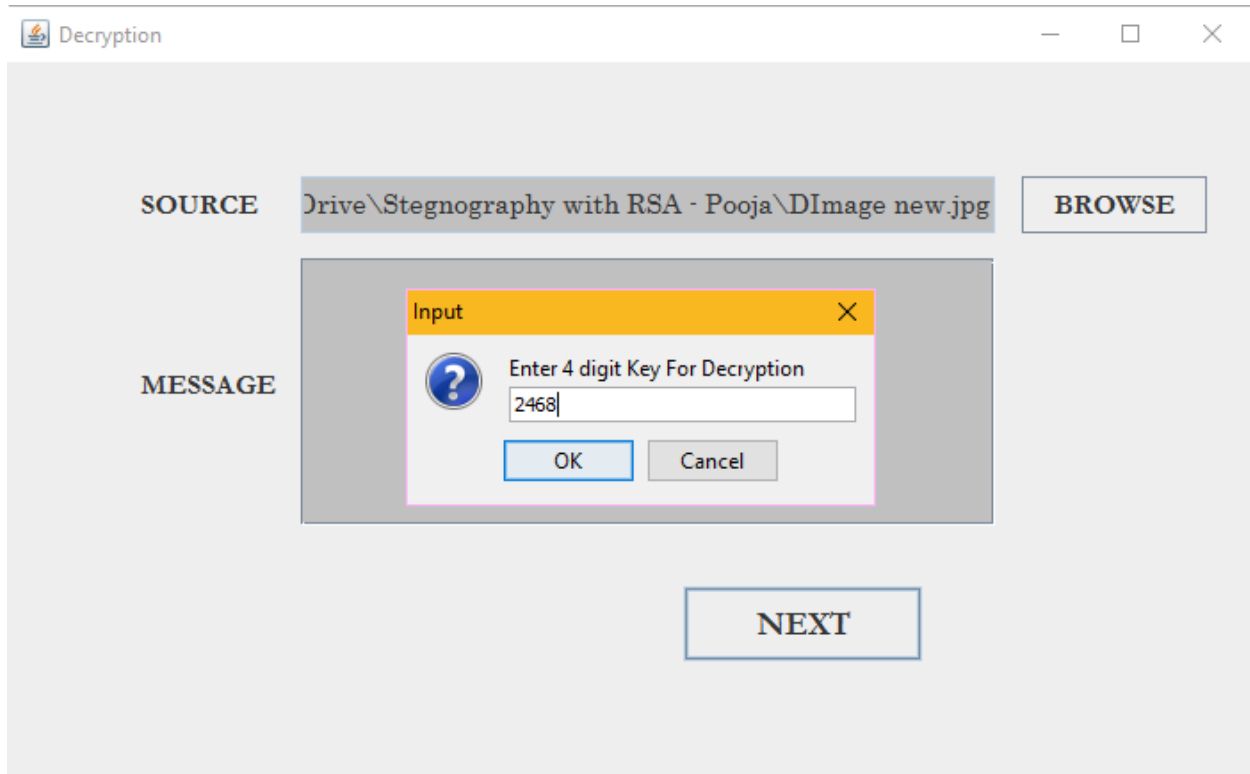 Decryption
SOURCE
Drive\Stegnography with RSA - Pooja\DImage new.jpg
BROWSE
Input
Enter 4 digit Key For Decryption
MESSAGE
2468
OK Cancel
NEXT